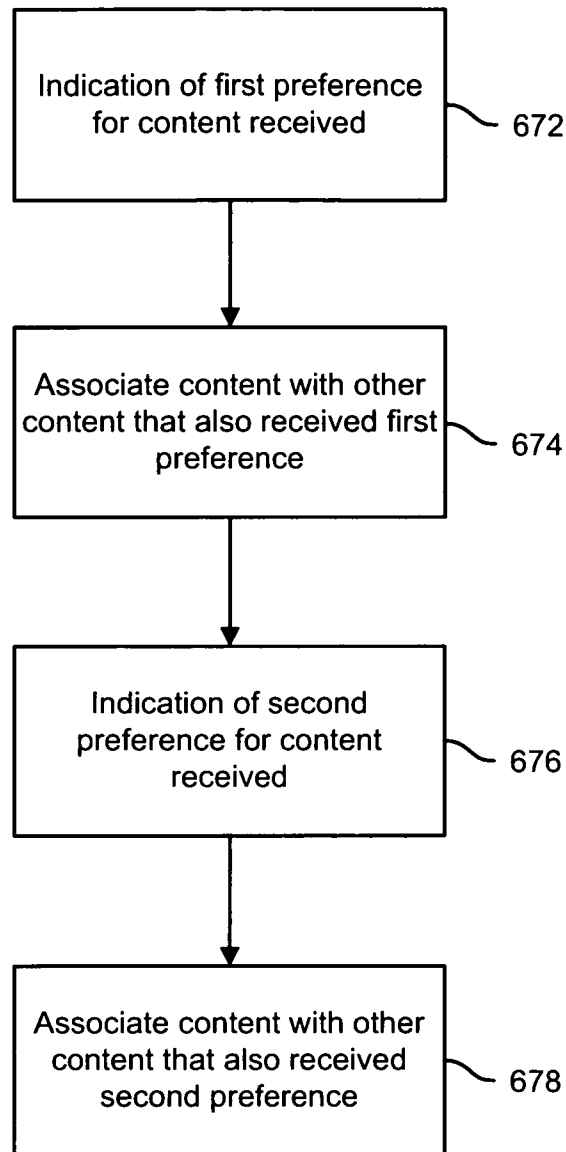 Indication of first preference
for content received
672
Associate content with other
content that also received first
preference
674
Indication of second
preference for content
received
676
Associate content with other
content that also received
second preference
678